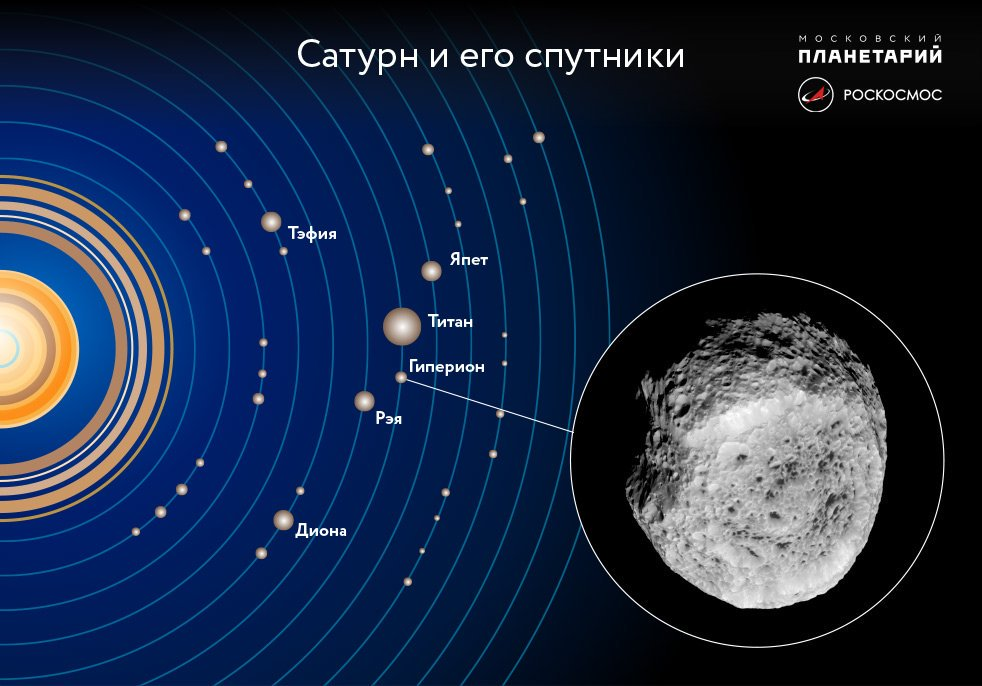 Сатурн и его спутники
МОСКОВСКИЙ
ПЛАНЕТАРИЙ
РОСКОСМОС
Тэфия
Япет
Титан
Гиперион
Рэя
Диона